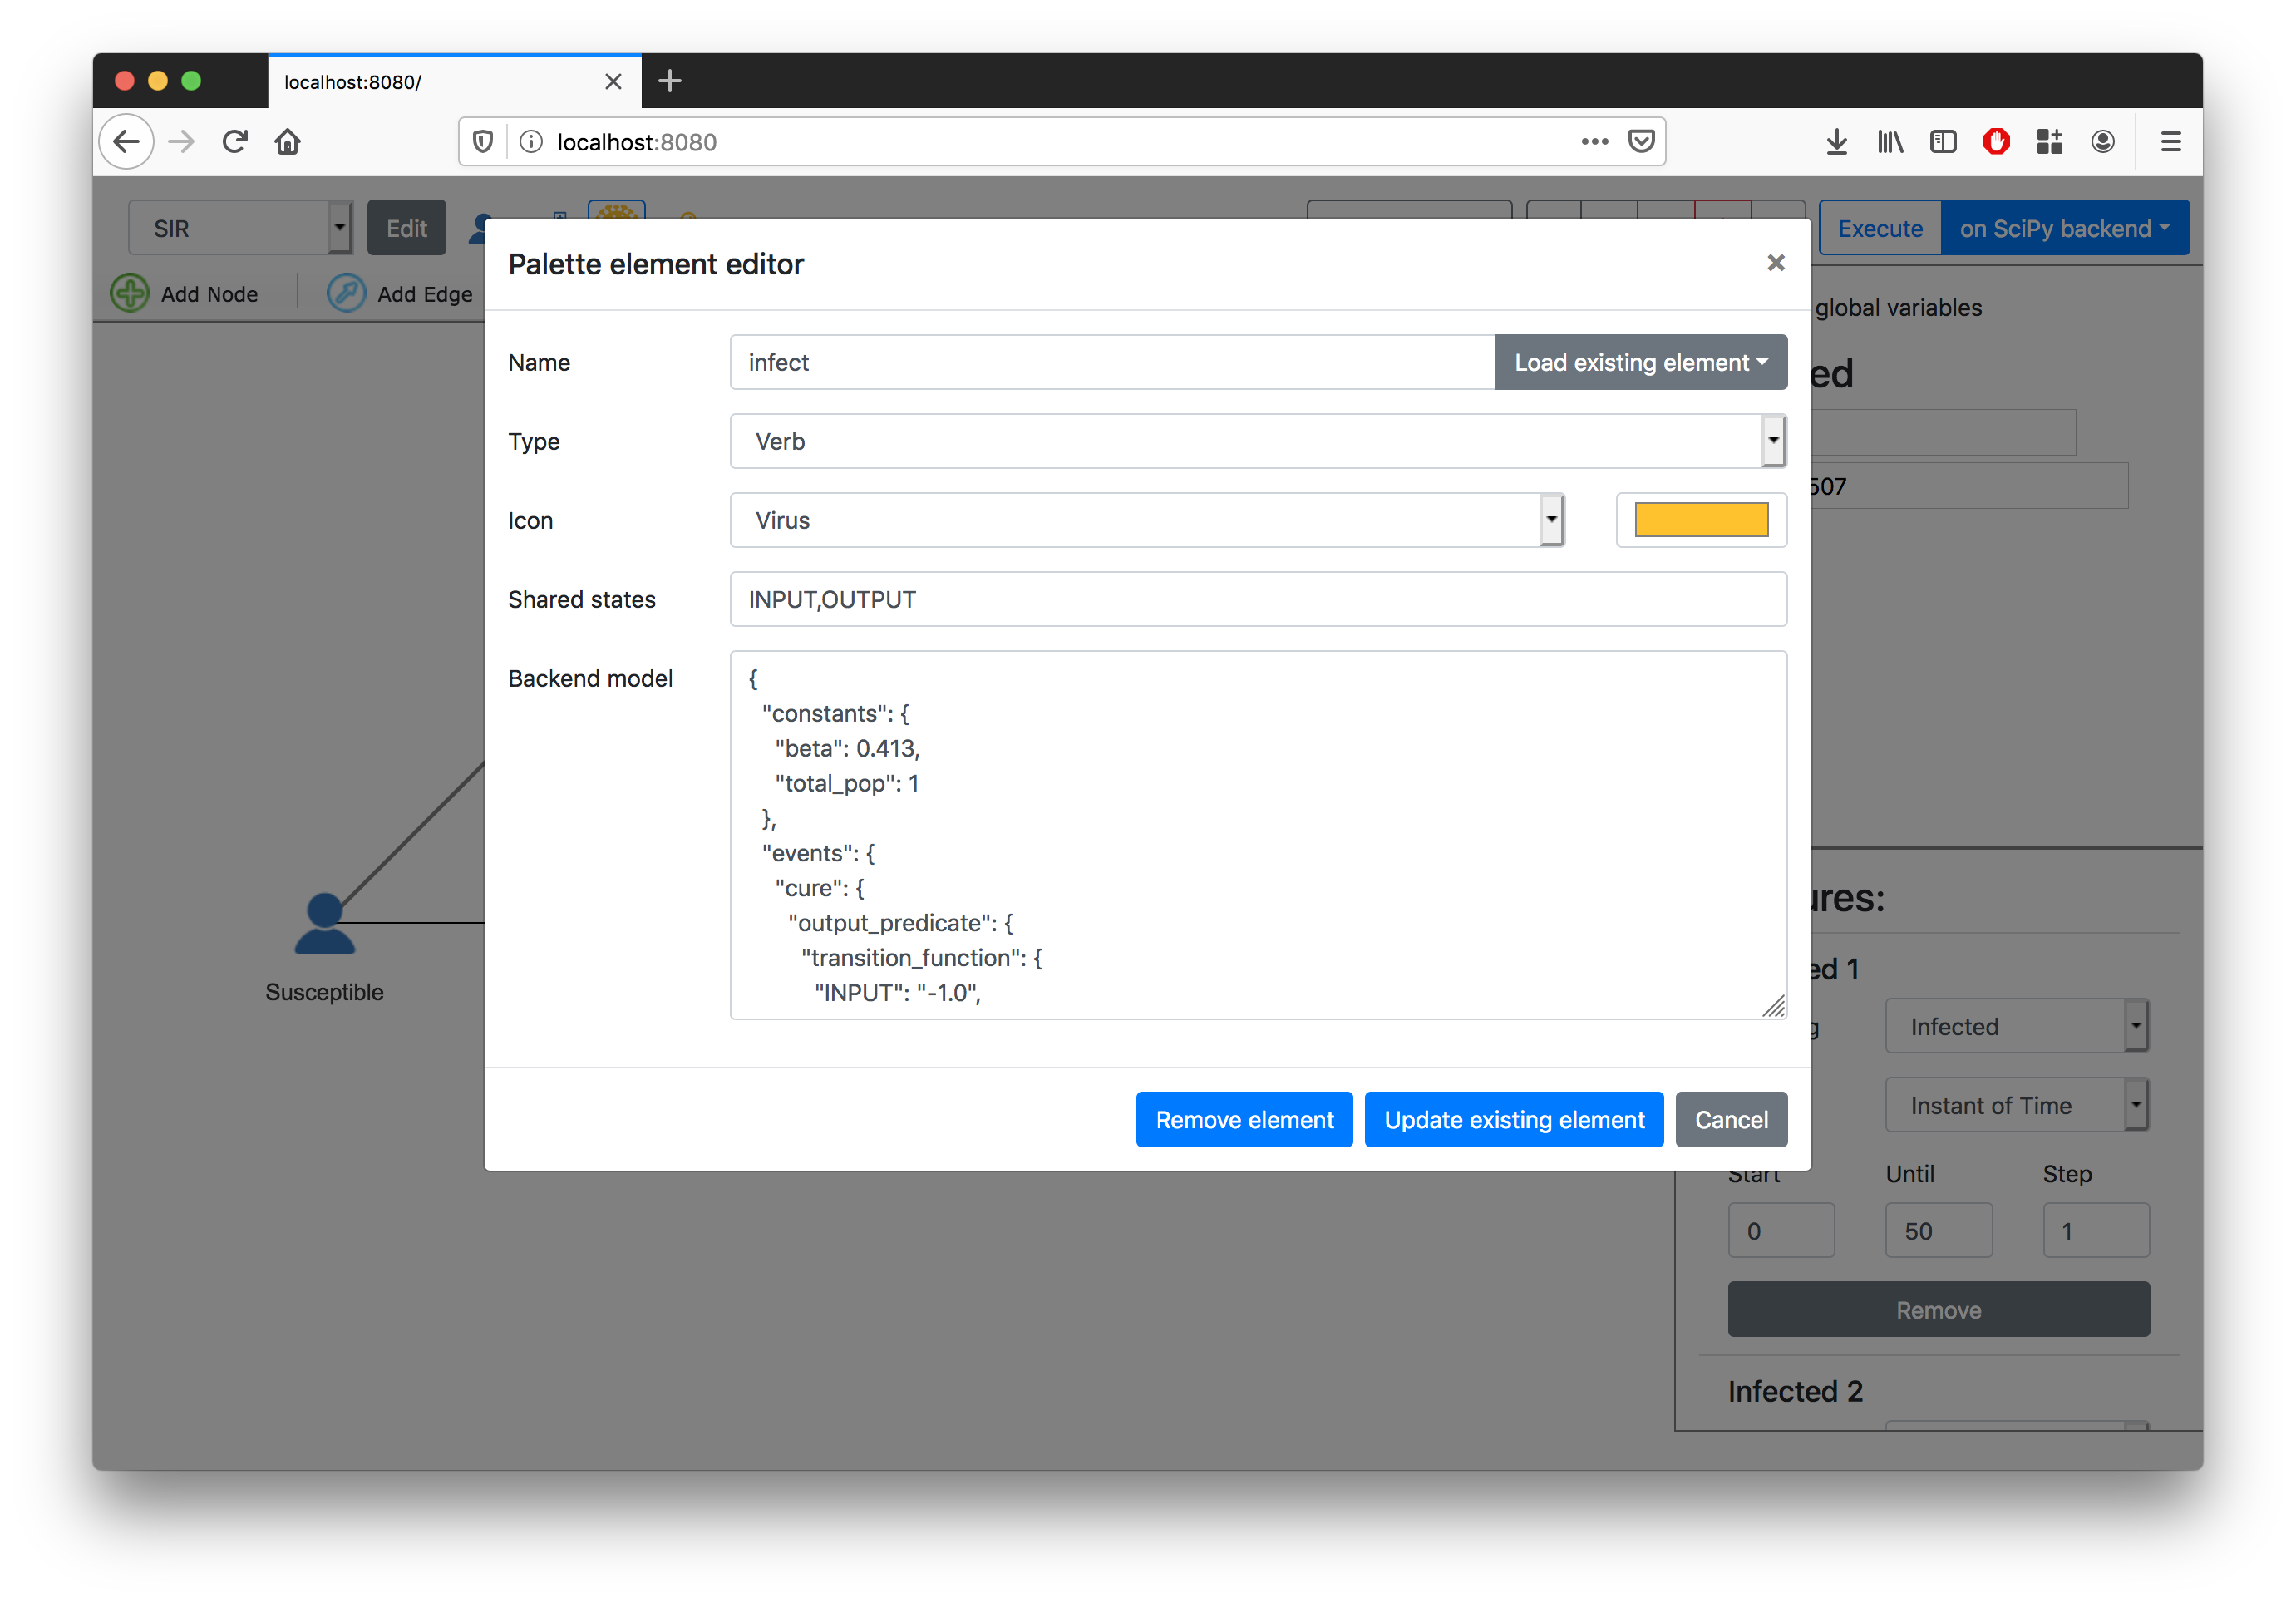 localhost:8080/
localhost:8080
SIR
Edit
Execute
on SciPy backend
Add Node
Add Edge
global variables
Palette element editor
Name
infect
Load existing element
Type
Verb
Icon
Virus
507
Shared states
INPUT,OUTPUT
Backend model
{
"constants": {
"beta": 0.413,
"total_pop": 1
},
"events": {
"cure": {
"output_predicate": {
"transition_function": {
"INPUT": "-1.0",
Susceptible
Remove element
Update existing element
Cancel
ed
ures:
ed 1
g
Infected
Instant of Time
Start
Until
Step
0
50
1
Remove
Infected 2